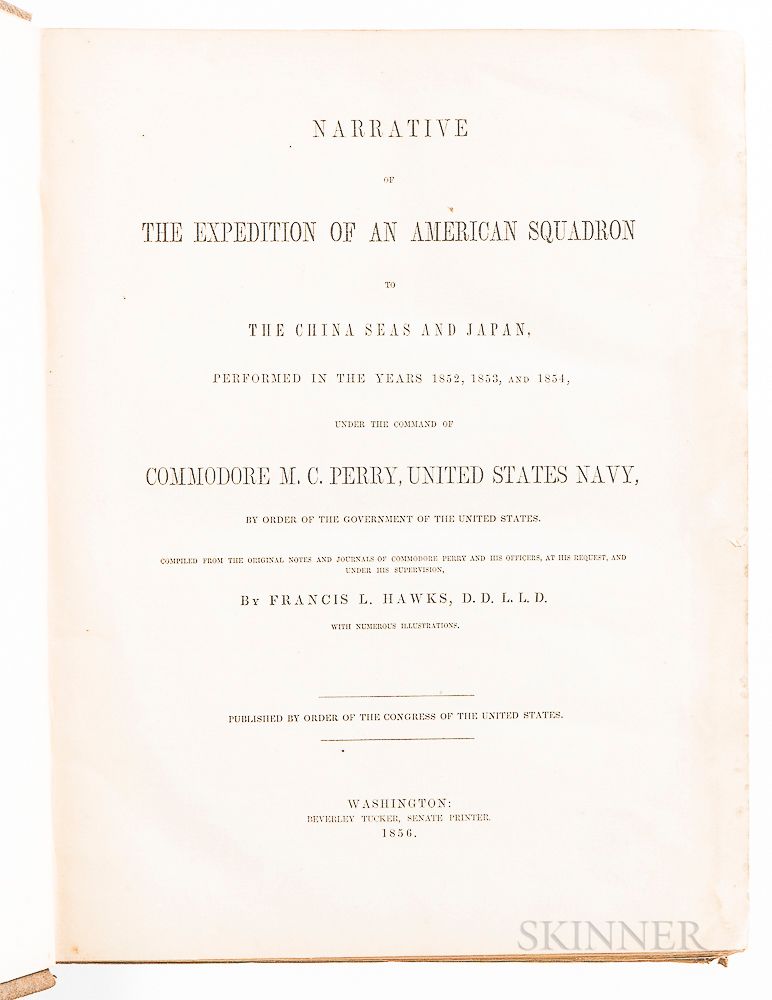 NARRATIVE
OF
THE EXPEDITION OF AN AMERICAN SQUADRON
TO
THE CHINA SEAS AND JAPAN,
PERFORMED IN THE YEARS 1852, 1853, AND 1854,
UNDER THE COMMAND OF
COMMODORE M. C. PERRY, UNITED STATES NAVY,
BY ORDER OF THE GOVERNMENT OF THE UNITED STATES.
COMPILED FROM THE ORIGINAL NOTES AND JOURNALS OF COMMODORE PERRY AND HIS OFFICERS, AT HIS REQUEST, AND
UNDER HIS SUPERVISION,
BY FRANCIS L. HAWKS, D. D. L. L. D.
WITH NUMEROUS ILLUSTRATIONS.
PUBLISHED BY ORDER OF THE CONGRESS OF THE UNITED STATES.
WASHINGTON:
BEVERLEY TUCKER, SENATE PRINTER.
1856.
SKINNER